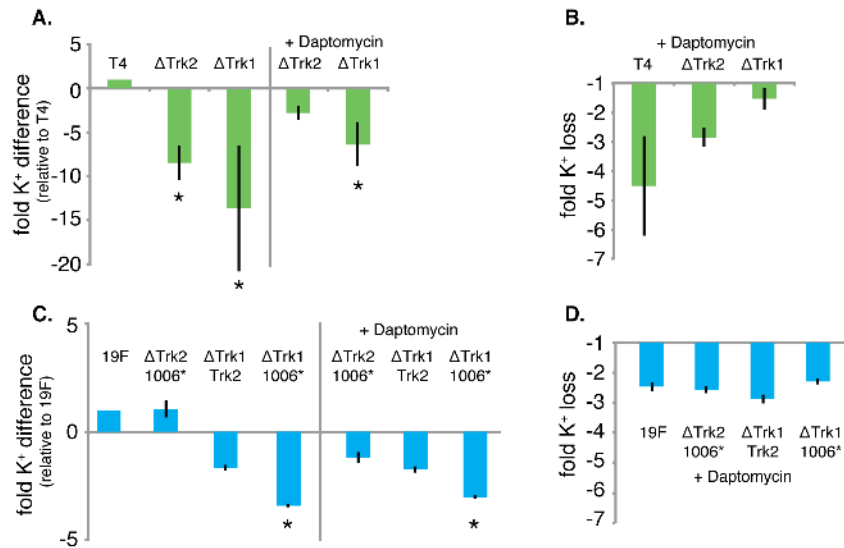 A.
+ Daptomycin
T4 ΔTrk2 ΔTrk1 ΔTrk2 ΔTrk1
5
0
-5
-10
-15
-20
fold K⁺ difference
(relative to T4)
* * *
B.
+ Daptomycin
T4 ΔTrk2 ΔTrk1
-1
-2
-3
-4
-5
-6
-7
fold K⁺ loss
C.
+ Daptomycin
19F ΔTrk2 ΔTrk1 ΔTrk1 ΔTrk2 ΔTrk1 ΔTrk1
1006* Trk2 1006* 1006* Trk2 1006*
5
0
-5
fold K⁺ difference
(relative to 19F)
* *
D.
-1
-2
-3
-4
-5
-6
-7
fold K⁺ loss
19F ΔTrk2 ΔTrk1 ΔTrk1
1006* Trk2 1006*
+ Daptomycin